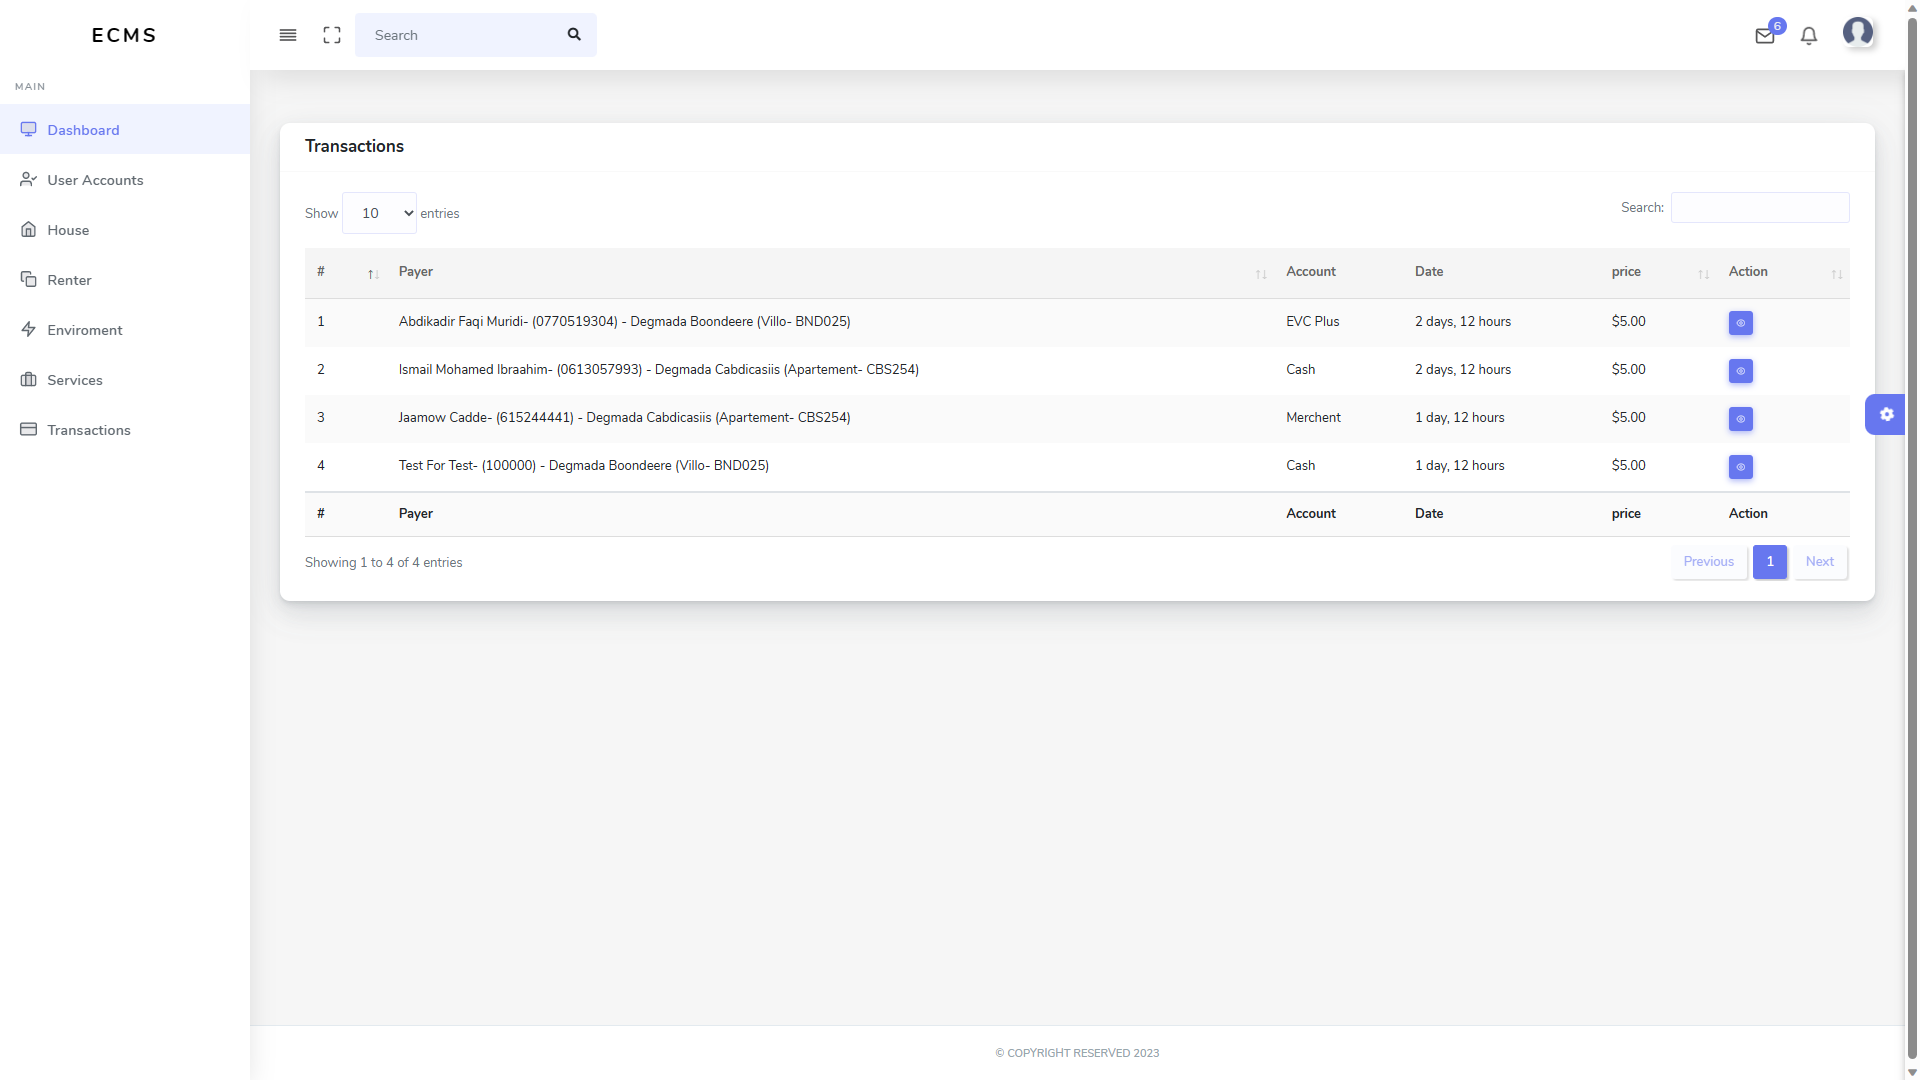 ECMS
Search
6
MAIN
Dashboard
User Accounts
House
Renter
Enviroment
Services
Transactions
Transactions
Show 10 entries
Search:
# Payer Account Date price Action
1 Abdikadir Faqi Muridi- (0770519304) - Degmada Boondeere (Villo- BND025) EVC Plus 2 days, 12 hours $5.00
2 Ismail Mohamed Ibraahim- (0613057993) - Degmada Cabdicasiis (Apartement- CBS254) Cash 2 days, 12 hours $5.00
3 Jaamow Cadde- (615244441) - Degmada Cabdicasiis (Apartement- CBS254) Merchent 1 day, 12 hours $5.00
4 Test For Test- (100000) - Degmada Boondeere (Villo- BND025) Cash 1 day, 12 hours $5.00
# Payer Account Date price Action
Showing 1 to 4 of 4 entries
Previous 1 Next
© COPYRIGHT RESERVED 2023